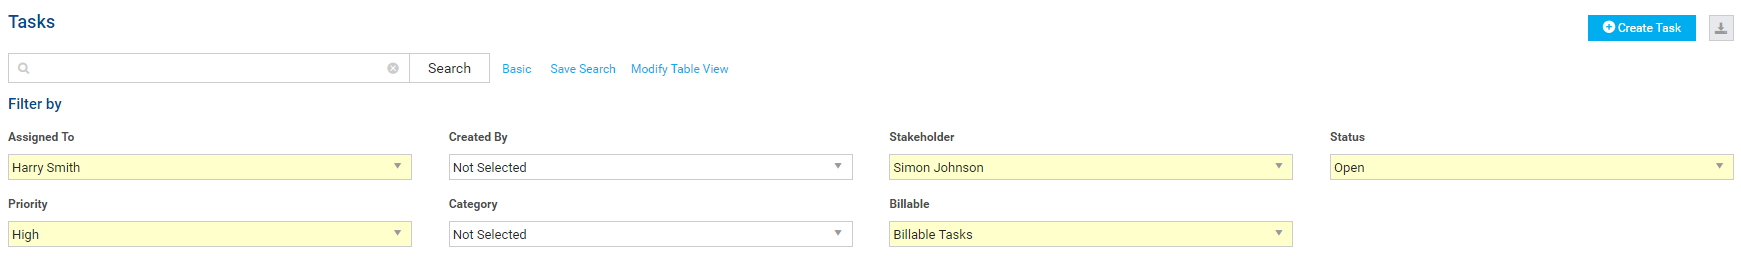 Tasks
Create Task
Search Basic Save Search Modify Table View
Filter by
Assigned To Created By Stakeholder Status
Harry Smith Not Selected Simon Johnson Open
Priority Category Billable
High Not Selected Billable Tasks